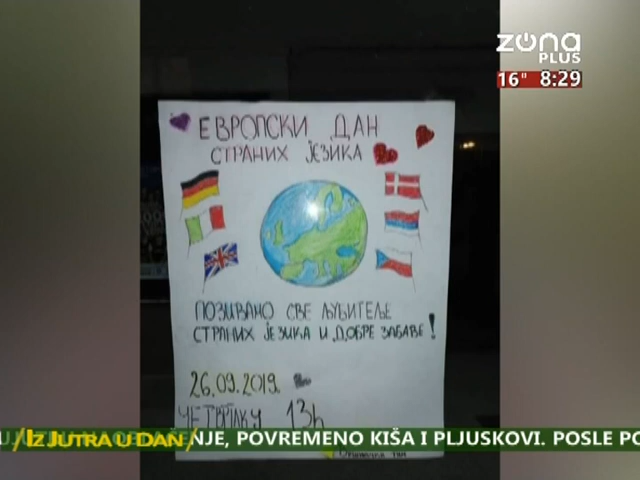 zona
PLUS
16° 8:29
ЕВРОПСКИ ДАН
СТРАНИХ ЈЕЗИКА
ПОЗИВАМО СВЕ ЉУБИТЕЉЕ
СТРАНИХ ЈЕЗИКА И ДОБРЕ ЗАБАВЕ!
26.09.2019.
ЧЕТВРТАК У 13h
IZ JUTRA U DAN
NJE, POVREMENO KIŠA I PLJUSKOVI. POSLE PO